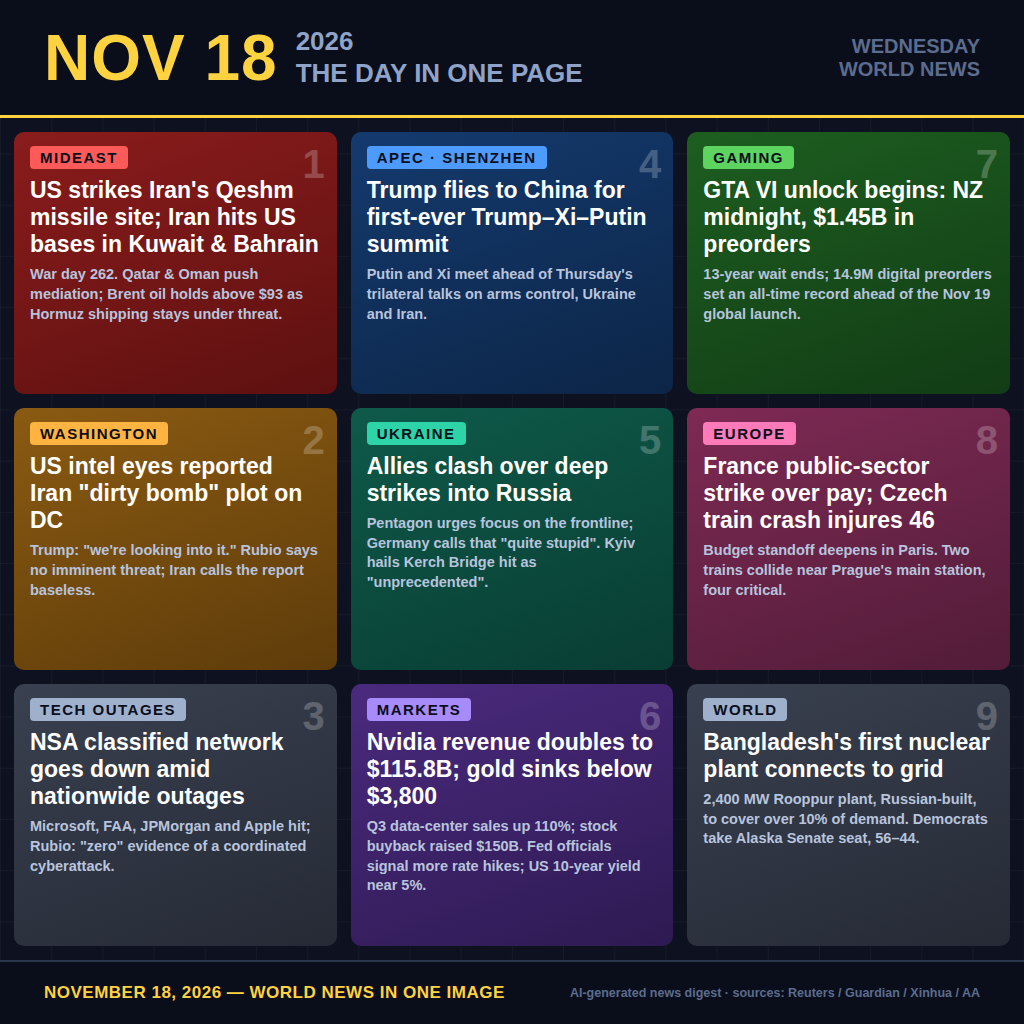 NOV 18
2026
THE DAY IN ONE PAGE
WEDNESDAY
WORLD NEWS
MIDEAST
1
US strikes Iran's Qeshm
missile site; Iran hits US
bases in Kuwait & Bahrain
War day 262. Qatar & Oman push
mediation; Brent oil holds above $93 as
Hormuz shipping stays under threat.
APEC · SHENZHEN
4
Trump flies to China for
first-ever Trump–Xi–Putin
summit
Putin and Xi meet ahead of Thursday's
trilateral talks on arms control, Ukraine
and Iran.
GAMING
7
GTA VI unlock begins: NZ
midnight, $1.45B in
preorders
13-year wait ends; 14.9M digital preorders
set an all-time record ahead of the Nov 19
global launch.
WASHINGTON
2
US intel eyes reported
Iran "dirty bomb" plot on
DC
Trump: "we're looking into it." Rubio says
no imminent threat; Iran calls the report
baseless.
UKRAINE
5
Allies clash over deep
strikes into Russia
Pentagon urges focus on the frontline;
Germany calls that "quite stupid". Kyiv
hails Kerch Bridge hit as
"unprecedented".
EUROPE
8
France public-sector
strike over pay; Czech
train crash injures 46
Budget standoff deepens in Paris. Two
trains collide near Prague's main station,
four critical.
TECH OUTAGES
3
NSA classified network
goes down amid
nationwide outages
Microsoft, FAA, JPMorgan and Apple hit;
Rubio: "zero" evidence of a coordinated
cyberattack.
MARKETS
6
Nvidia revenue doubles to
$115.8B; gold sinks below
$3,800
Q3 data-center sales up 110%; stock
buyback raised $150B. Fed officials
signal more rate hikes; US 10-year yield
near 5%.
WORLD
9
Bangladesh's first nuclear
plant connects to grid
2,400 MW Rooppur plant, Russian-built,
to cover over 10% of demand. Democrats
take Alaska Senate seat, 56–44.
NOVEMBER 18, 2026 — WORLD NEWS IN ONE IMAGE
AI-generated news digest · sources: Reuters / Guardian / Xinhua / AA